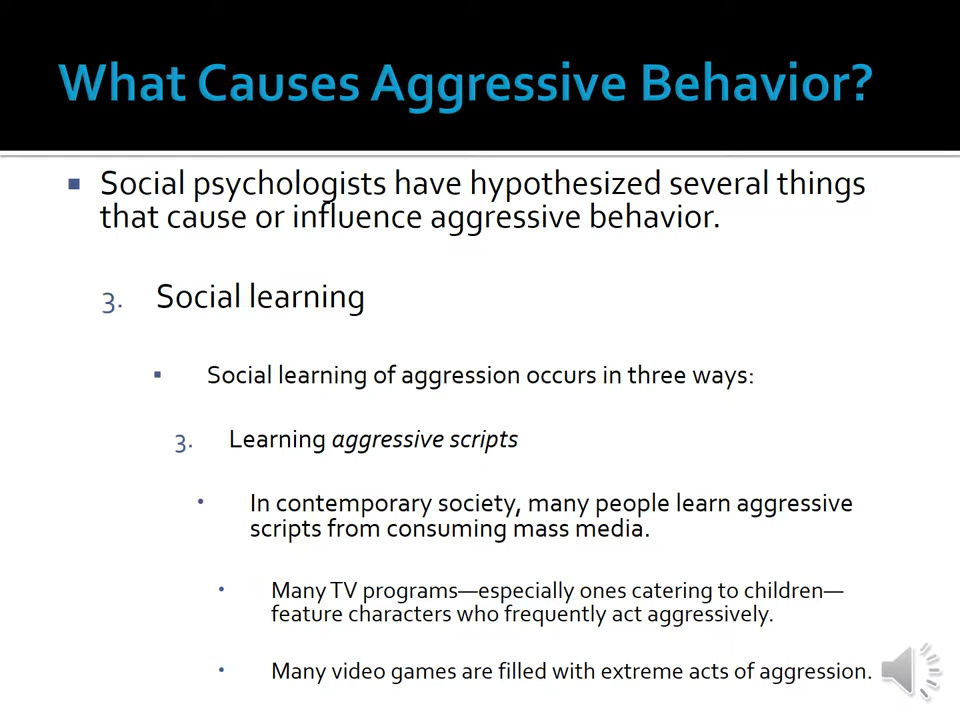 What Causes Aggressive Behavior?
Social psychologists have hypothesized several things
that cause or influence aggressive behavior.
3. Social learning
Social learning of aggression occurs in three ways:
3. Learning aggressive scripts
In contemporary society, many people learn aggressive
scripts from consuming mass media.
Many TV programs—especially ones catering to children—
feature characters who frequently act aggressively.
Many video games are filled with extreme acts of aggression.